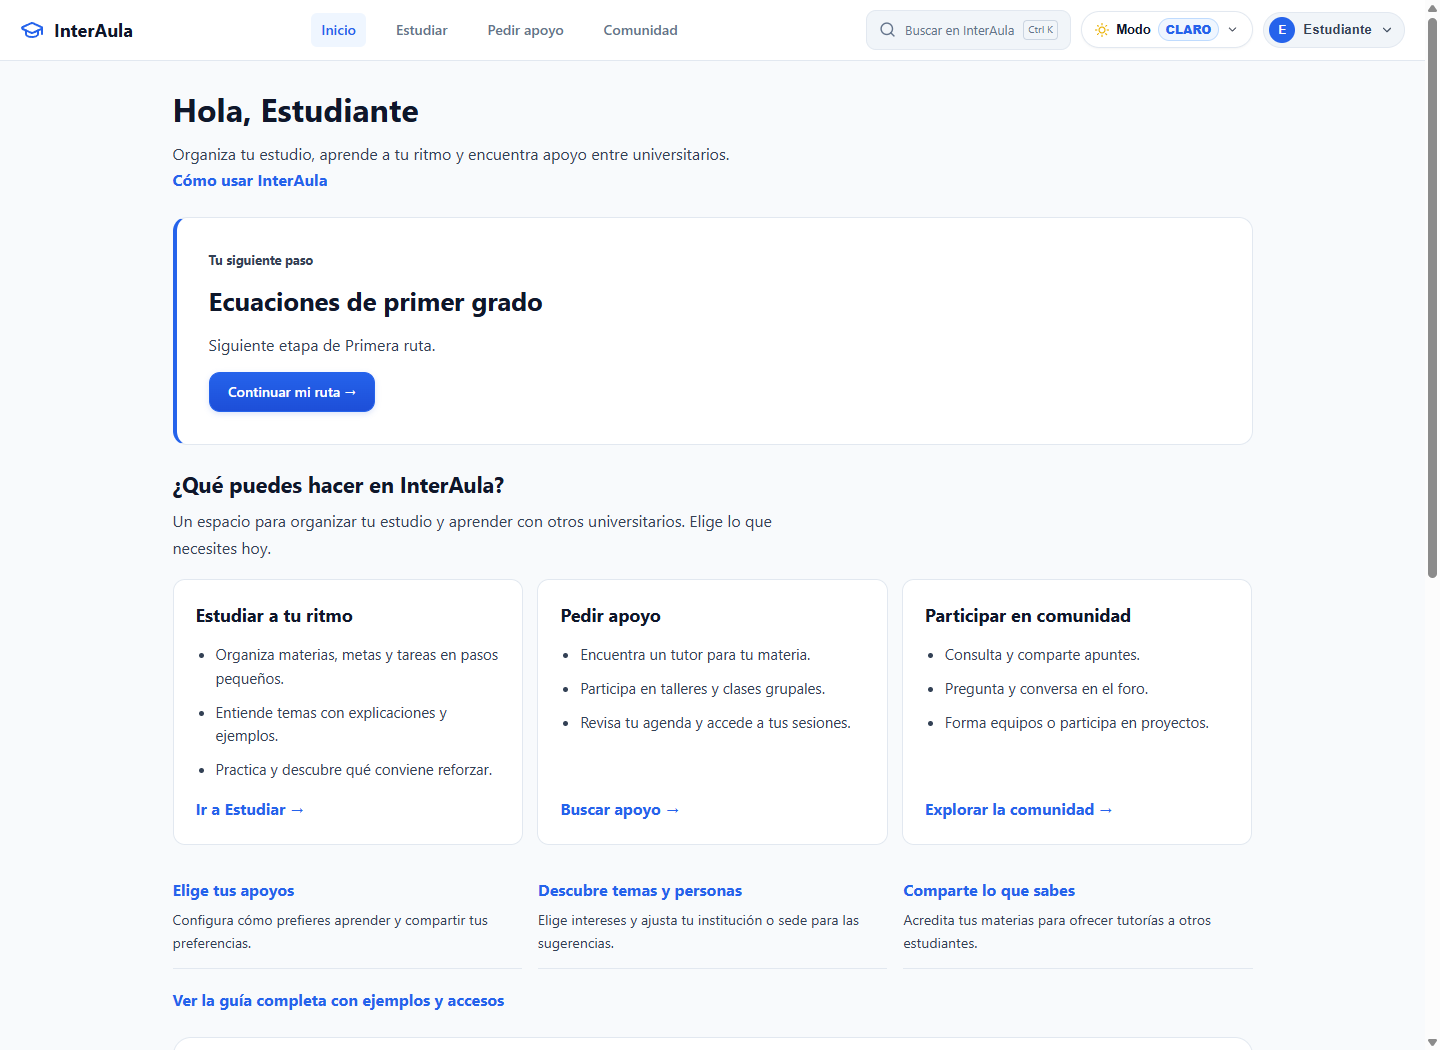 InterAula
Inicio
Estudiar
Pedir apoyo
Comunidad
Buscar en InterAula
Ctrl K
Modo
CLARO
E
Estudiante
Hola, Estudiante
Organiza tu estudio, aprende a tu ritmo y encuentra apoyo entre universitarios.
Cómo usar InterAula
Tu siguiente paso
Ecuaciones de primer grado
Siguiente etapa de Primera ruta.
Continuar mi ruta →
¿Qué puedes hacer en InterAula?
Un espacio para organizar tu estudio y aprender con otros universitarios. Elige lo que
necesites hoy.
Estudiar a tu ritmo
• Organiza materias, metas y tareas en pasos
pequeños.
• Entiende temas con explicaciones y
ejemplos.
• Practica y descubre qué conviene reforzar.
Ir a Estudiar →
Pedir apoyo
• Encuentra un tutor para tu materia.
• Participa en talleres y clases grupales.
• Revisa tu agenda y accede a tus sesiones.
Buscar apoyo →
Participar en comunidad
• Consulta y comparte apuntes.
• Pregunta y conversa en el foro.
• Forma equipos o participa en proyectos.
Explorar la comunidad →
Elige tus apoyos
Configura cómo prefieres aprender y compartir tus
preferencias.
Descubre temas y personas
Elige intereses y ajusta tu institución o sede para las
sugerencias.
Comparte lo que sabes
Acredita tus materias para ofrecer tutorías a otros
estudiantes.
Ver la guía completa con ejemplos y accesos